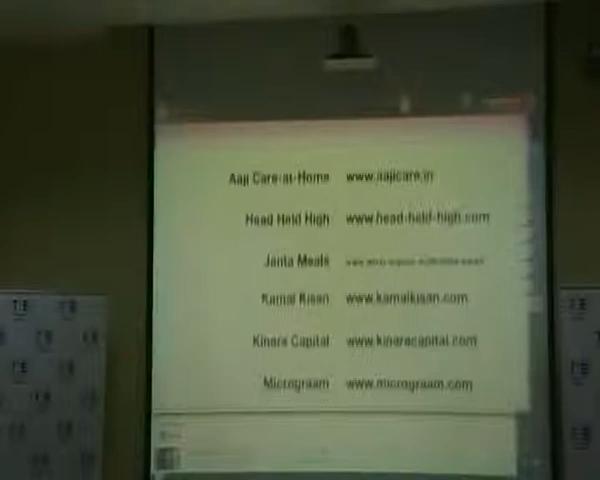 Aaji Care-at-Home www.aajicare.in
Head Held High www.head-held-high.com
Janta Meals
Kamal Kisan www.kamalkisan.com
Kinara Capital www.kinaracapital.com
Micrograam www.micrograam.com